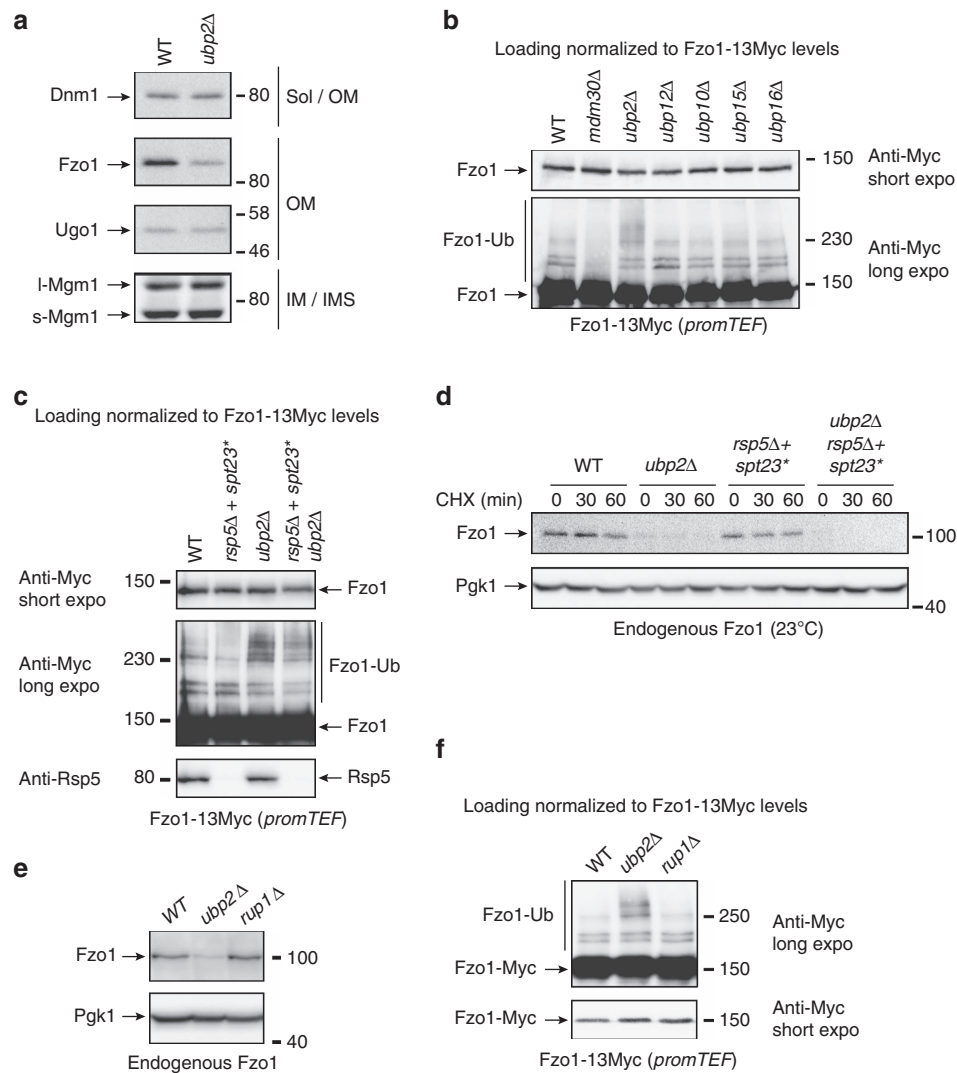 a
WT
ubp2Δ
Dnm1
80
Sol / OM
Fzo1
80
OM
58
Ugo1
46
l-Mgm1
80
IM / IMS
s-Mgm1
b
Loading normalized to Fzo1-13Myc levels
WT
mdm30Δ
ubp2Δ
ubp12Δ
ubp10Δ
ubp15Δ
ubp16Δ
Fzo1
150
Anti-Myc
short expo
Fzo1-Ub
230
Anti-Myc
long expo
150
Fzo1
Fzo1-13Myc (promTEF)
c
Loading normalized to Fzo1-13Myc levels
WT
rsp5Δ + spt23*
ubp2Δ
rsp5Δ + spt23*
ubp2Δ
Anti-Myc
short expo
150
Fzo1
Anti-Myc
long expo
230
Fzo1-Ub
150
Fzo1
Anti-Rsp5
80
Rsp5
Fzo1-13Myc (promTEF)
d
WT
ubp2Δ
rsp5Δ+
spt23*
ubp2Δ
rsp5Δ+
spt23*
CHX (min) 0 30 60 0 30 60 0 30 60 0 30 60
Fzo1
100
Pgk1
40
Endogenous Fzo1 (23°C)
e
WT
ubp2Δ
rup1Δ
Fzo1
100
Pgk1
40
Endogenous Fzo1
f
Loading normalized to Fzo1-13Myc levels
WT
ubp2Δ
rup1Δ
Fzo1-Ub
250
Anti-Myc
long expo
Fzo1-Myc
150
Fzo1-Myc
150
Anti-Myc
short expo
Fzo1-13Myc (promTEF)